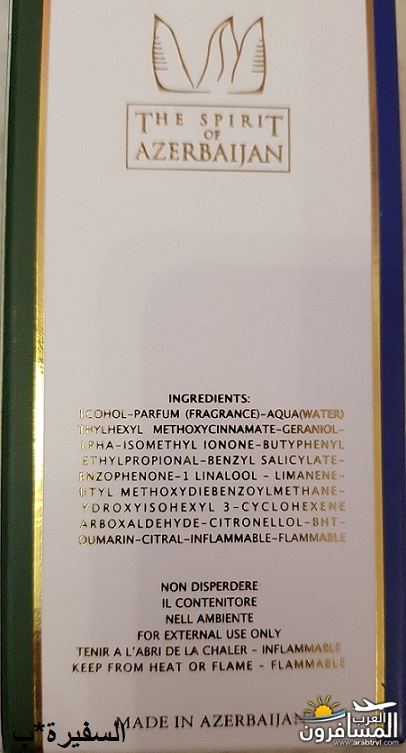 THE SPIRIT
OF
AZERBAIJAN
INGREDIENTS:
LCOHOL-PARFUM (FRAGRANCE)-AQUA(WATER)
THYLHEXYL METHOXYCINNAMATE-GERANIOL-
LPHA-ISOMETHYL IONONE-BUTYPHENYL
ETHYLPROPIONAL-BENZYL SALICYLATE-
ENZOPHENONE-1 LINALOOL - LIMANENE-
UTYL METHOXYDIEBENZOYLMETHANE-
YDROXYISOHEXYL 3-CYCLOHEXENE
ARBOXALDEHYDE-CITRONELLOL-BHT-
OUMARIN-CITRAL-INFLAMMABLE-FLAMMABLE
NON DISPERDERE
IL CONTENITORE
NELL AMBIENTE
FOR EXTERNAL USE ONLY
TENIR A L'ABRI DE LA CHALER - INFLAMMABLE
KEEP FROM HEAT OR FLAME - FLAMMABLE
MADE IN AZERBAIJAN
السفيرة*ب
العرب
المسافرون
www.arabtrvl.com